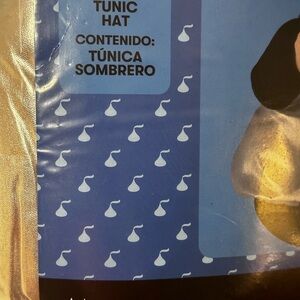 TUNIC
HAT
CONTENIDO:
TÚNICA
SOMBRERO